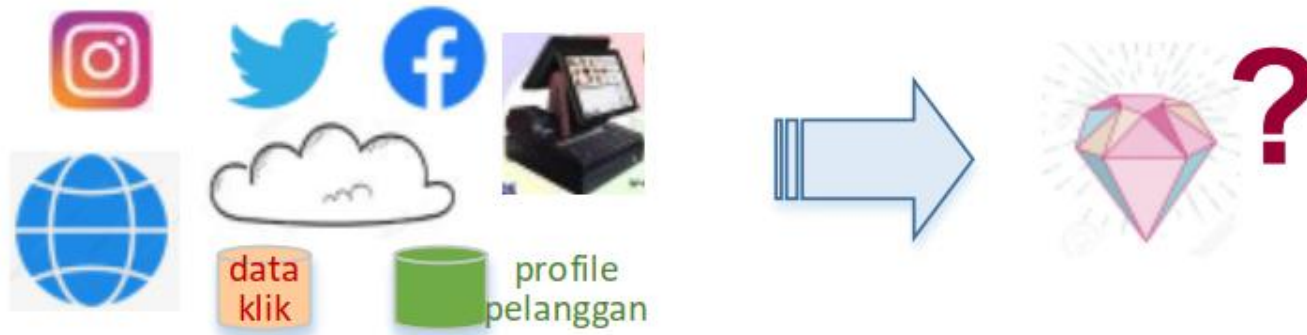 ?
data
klik
profile
pelanggan